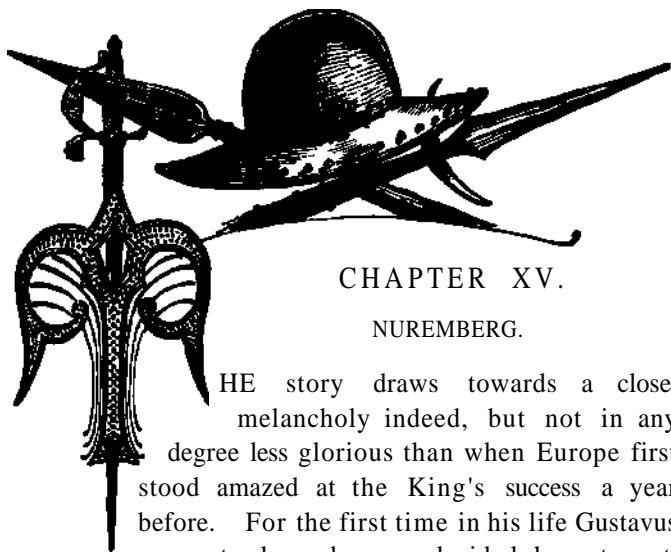 CHAPTER XV.
NUREMBERG.
THE story draws towards a close
melancholy indeed, but not in any
degree less glorious than when Europe first
stood amazed at the King's success a year
before. For the first time in his life Gustavus